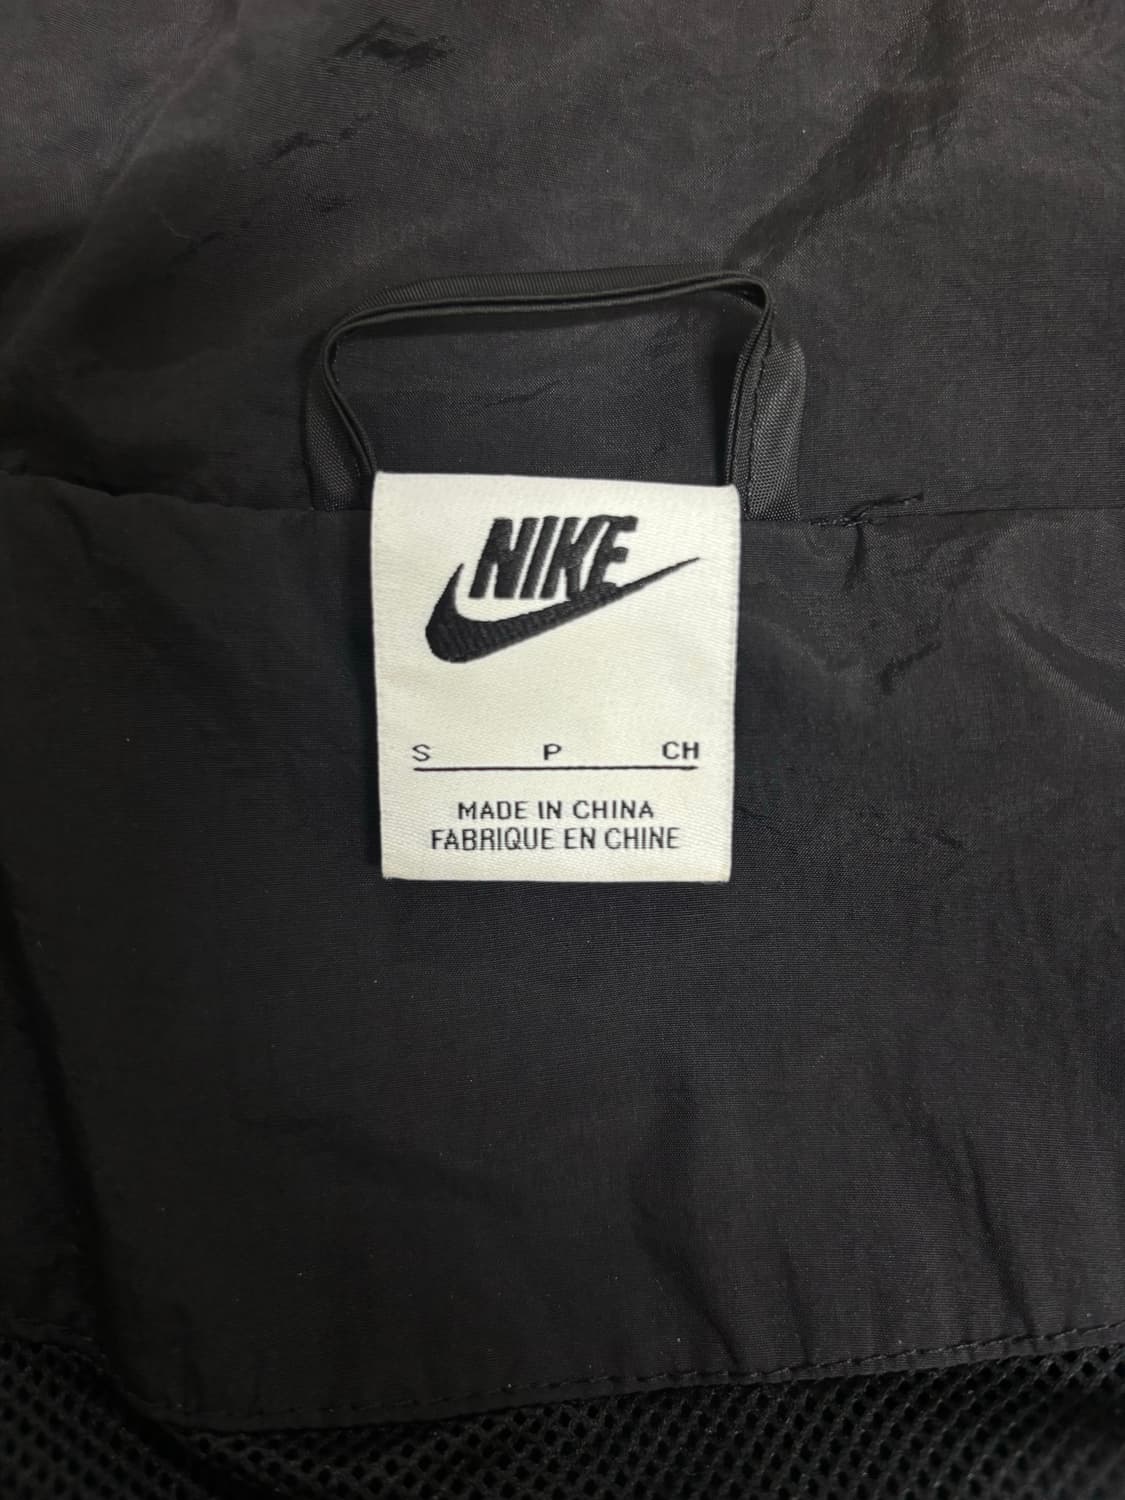 NIKE
S P CH
MADE IN CHINA
FABRIQUE EN CHINE